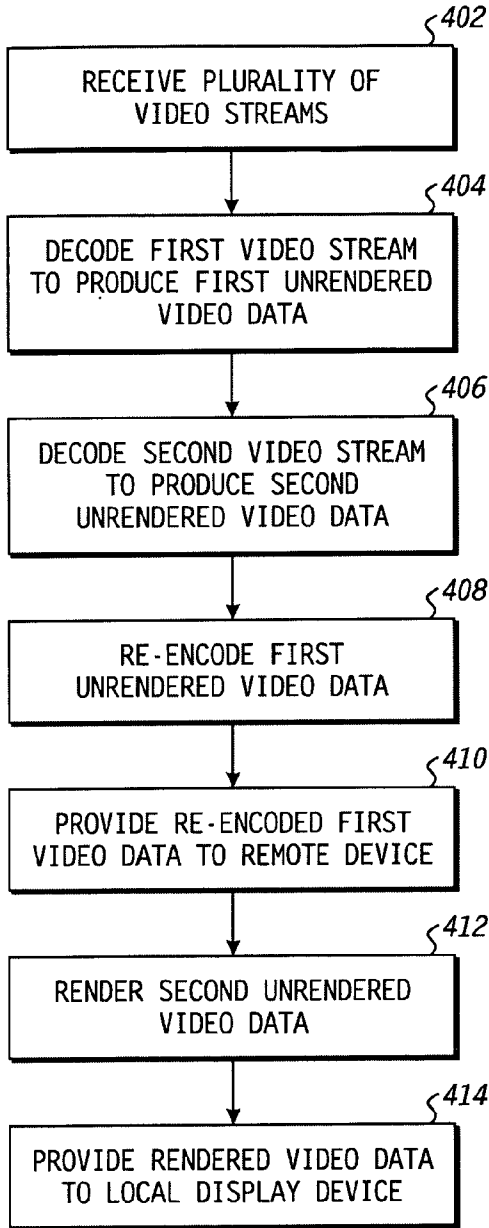 402
RECEIVE PLURALITY OF
VIDEO STREAMS
404
DECODE FIRST VIDEO STREAM
TO PRODUCE FIRST UNRENDERED
VIDEO DATA
406
DECODE SECOND VIDEO STREAM
TO PRODUCE SECOND
UNRENDERED VIDEO DATA
408
RE-ENCODE FIRST
UNRENDERED VIDEO DATA
410
PROVIDE RE-ENCODED FIRST
VIDEO DATA TO REMOTE DEVICE
412
RENDER SECOND UNRENDERED
VIDEO DATA
414
PROVIDE RENDERED VIDEO DATA
TO LOCAL DISPLAY DEVICE